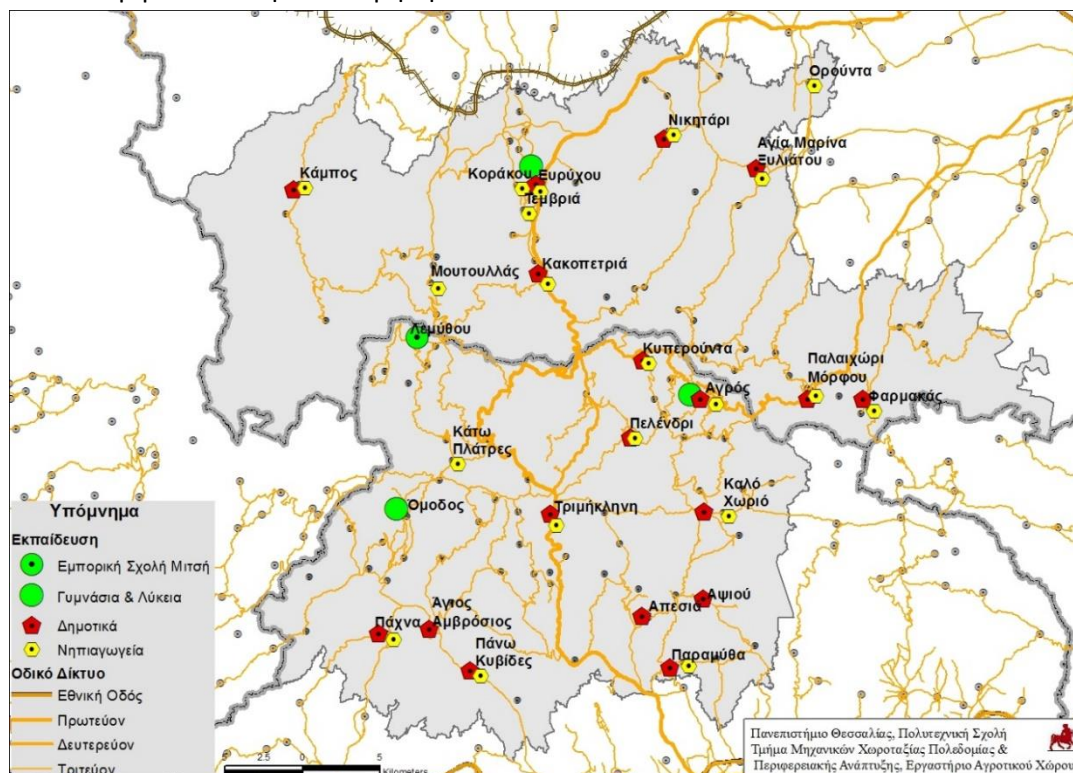 Ορούντα
Νικητάρι
Αγία Μαρίνα
Ξυλιάτου
Κάμπος
Κοράκου
Ευρύχου
Τεμβριά
Κακοπετριά
Μουτουλλάς
Λεμύθου
Κυπερούντα
Παλαιχώρι
Μόρφου
Αγρός
Φαρμακάς
Πελένδρι
Κάτω
Πλάτρες
Καλό
Χωριό
Όμοδος
Τριμήκληνη
Αψιού
Απεσιά
Άγιος
Αμβρόσιος
Πάχνα
Πάνω
Κυβίδες
Παραμύθα
Υπόμνημα
Εκπαίδευση
Εμπορική Σχολή Μιτσή
Γυμνάσια & Λύκεια
Δημοτικά
Νηπιαγωγεία
Οδικό Δίκτυο
Εθνική Οδός
Πρωτεύον
Δευτερεύον
Τριτεύον
2.5 0 5
Kilometers
Πανεπιστήμιο Θεσσαλίας, Πολυτεχνική Σχολή
Τμήμα Μηχανικών Χωροταξίας Πολεδομίας &
Περιφερειακής Ανάπτυξης, Εργαστήριο Αγροτικού Χώρου